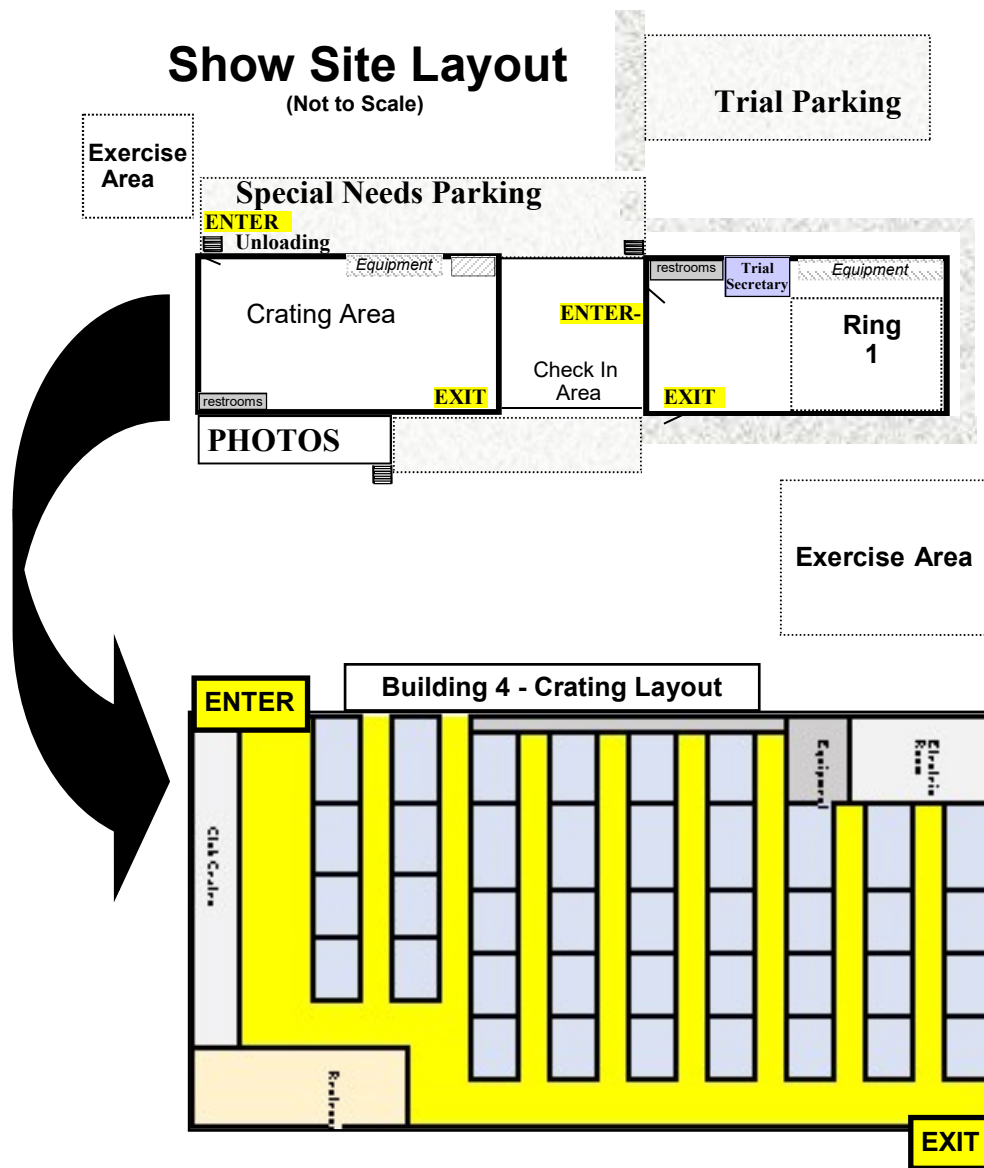 Show Site Layout
(Not to Scale)
Trial Parking
Exercise
Area
Special Needs Parking
ENTER
Unloading
Equipment
restrooms
Trial
Secretary
Equipment
Crating Area
ENTER-
Ring
1
Check In
Area
restrooms
EXIT
EXIT
PHOTOS
Exercise Area
Building 4 - Crating Layout
ENTER
Club Crates
EXIT